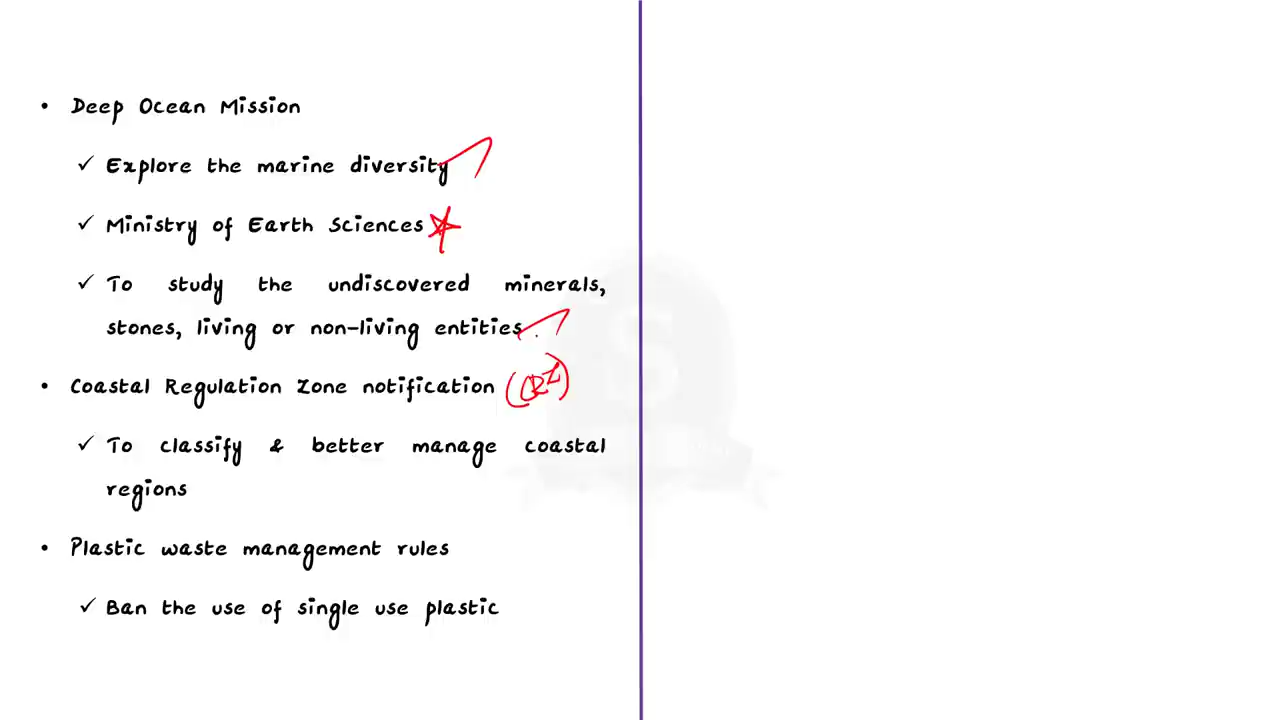 • Deep Ocean Mission
✓ Explore the marine diversity
✓ Ministry of Earth Sciences
✓ To study the undiscovered minerals,
stones, living or non-living entities
• Coastal Regulation Zone notification (CRZ)
✓ To classify & better manage coastal
regions
• Plastic waste management rules
✓ Ban the use of single use plastic